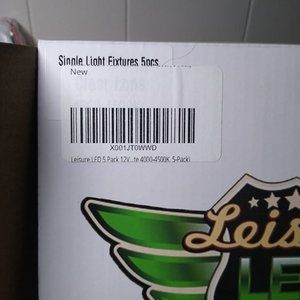 Single Light Fixtures 5pcs
New
X001JT0WWD
Leisure LED 5 Pack 12V...te 4000-4500K, 5-Pack)
Leis
LE